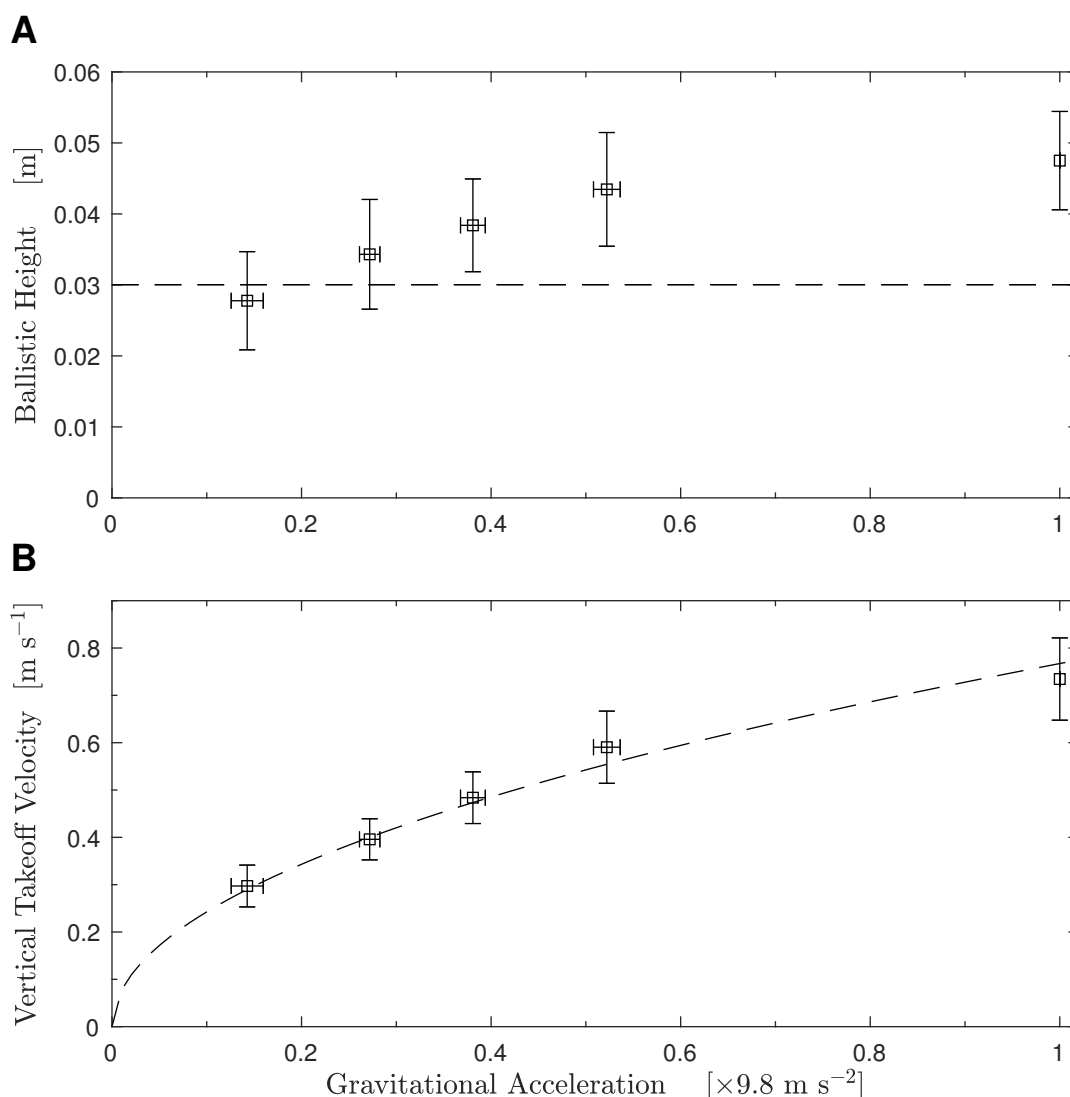 A
Ballistic Height [m]
0.06
0.05
0.04
0.03
0.02
0.01
0
0 0.2 0.4 0.6 0.8 1
B
Vertical Takeoff Velocity [m s⁻¹]
0.8
0.6
0.4
0.2
0
0 0.2 0.4 0.6 0.8 1
Gravitational Acceleration [×9.8 m s⁻²]